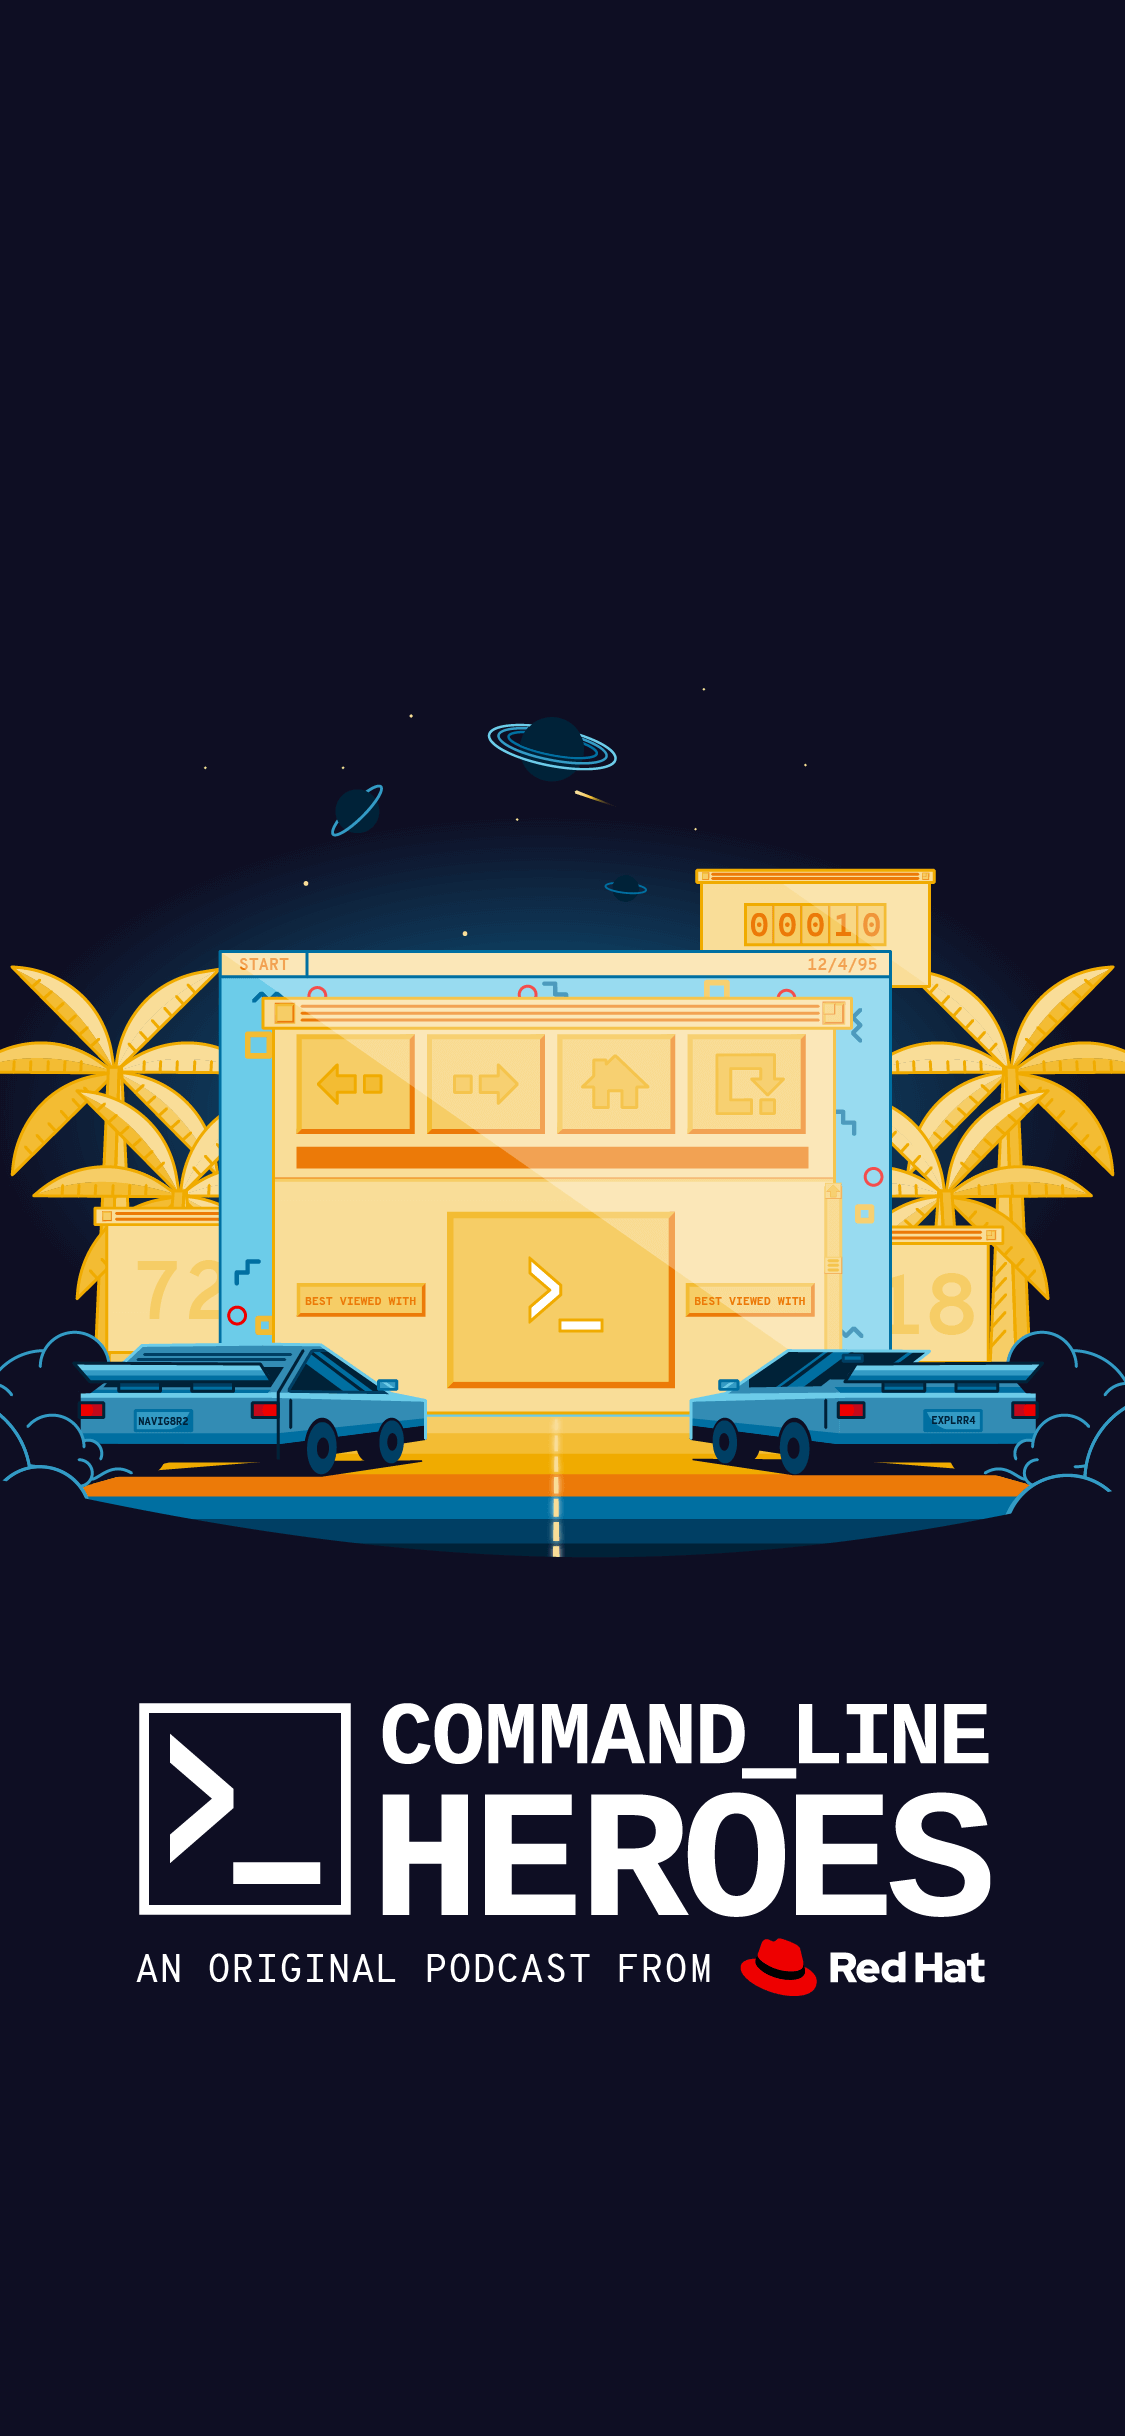 00010
START
12/4/95
72
18
BEST VIEWED WITH
>_
BEST VIEWED WITH
NAVIG8R2
EXPLRR4
>_
COMMAND_LINE
HEROES
AN ORIGINAL PODCAST FROM Red Hat